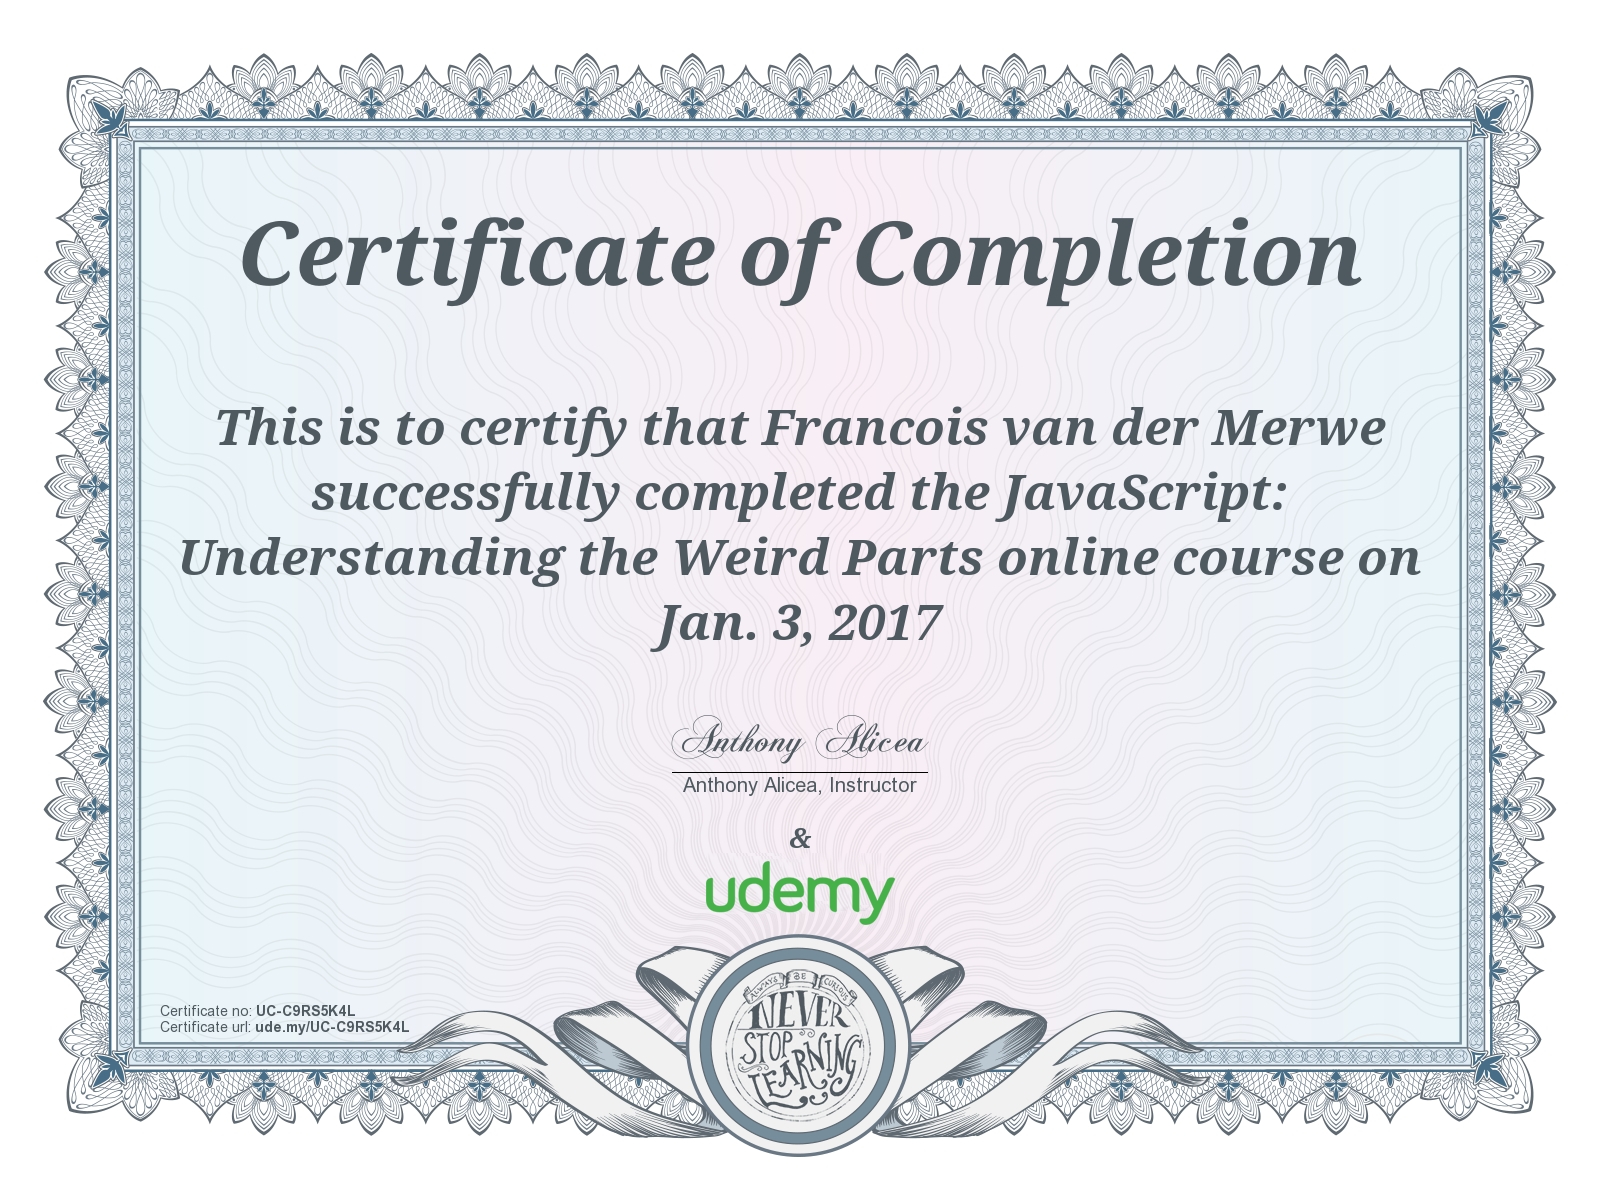 Certificate of Completion
This is to certify that Francois van der Merwe
successfully completed the JavaScript:
Understanding the Weird Parts online course on
Jan. 3, 2017
Anthony Alicea
Anthony Alicea, Instructor
&
udemy
Certificate no: UC-C9RS5K4L
Certificate url: ude.my/UC-C9RS5K4L
ALWAYS BE CURIOUS
NEVER
STOP
LEARNING